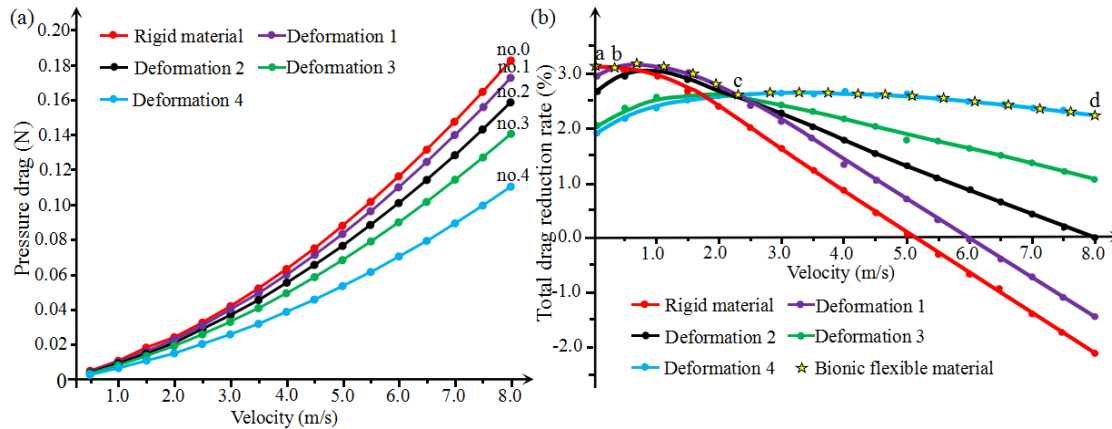 (a)
Pressure drag (N)
0.20
0.18
0.16
0.14
0.12
0.10
0.08
0.06
0.04
0.02
0
1.0 2.0 3.0 4.0 5.0 6.0 7.0 8.0
Velocity (m/s)
Rigid material
Deformation 1
Deformation 2
Deformation 3
Deformation 4
no.0
no.1
no.2
no.3
no.4
(b)
Total drag reduction rate (%)
3.0
2.0
1.0
0.0
-1.0
-2.0
a b
c
d
1.0 2.0 3.0 4.0 5.0 6.0 7.0 8.0
Velocity (m/s)
Rigid material
Deformation 1
Deformation 2
Deformation 3
Deformation 4
Bionic flexible material